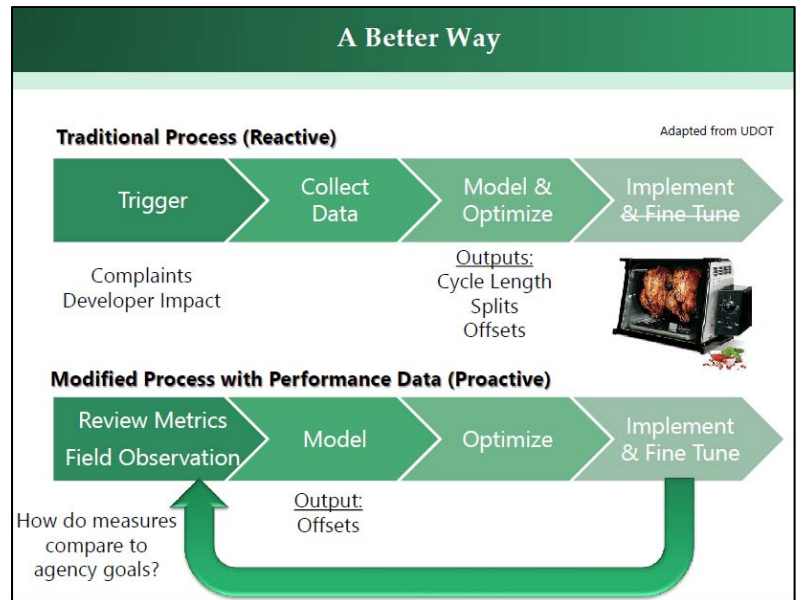 A Better Way
Traditional Process (Reactive)
Adapted from UDOT
Trigger
Collect
Data
Model &
Optimize
Implement
& Fine Tune
Complaints
Developer Impact
Outputs:
Cycle Length
Splits
Offsets
Modified Process with Performance Data (Proactive)
Review Metrics
Field Observation
Model
Optimize
Implement
& Fine Tune
Output:
Offsets
How do measures
compare to
agency goals?